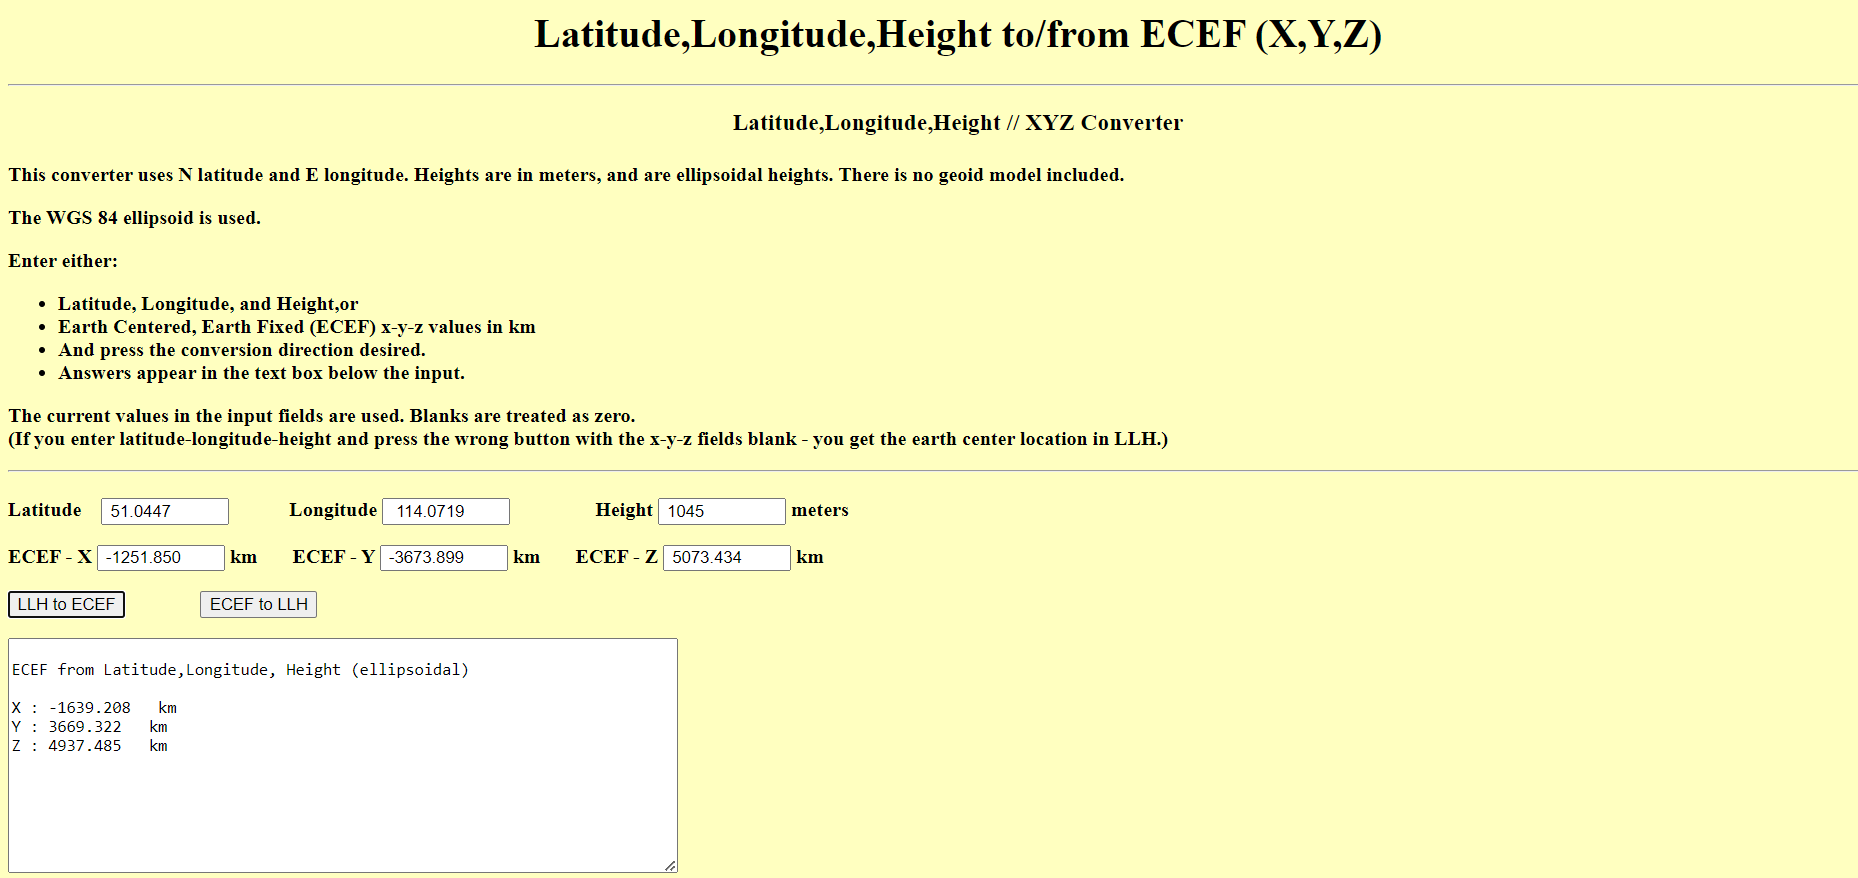 Latitude,Longitude,Height to/from ECEF (X,Y,Z)
Latitude,Longitude,Height // XYZ Converter
This converter uses N latitude and E longitude. Heights are in meters, and are ellipsoidal heights. There is no geoid model included.
The WGS 84 ellipsoid is used.
Enter either:
• Latitude, Longitude, and Height,or
• Earth Centered, Earth Fixed (ECEF) x-y-z values in km
• And press the conversion direction desired.
• Answers appear in the text box below the input.
The current values in the input fields are used. Blanks are treated as zero.
(If you enter latitude-longitude-height and press the wrong button with the x-y-z fields blank - you get the earth center location in LLH.)
Latitude 51.0447 Longitude 114.0719 Height 1045 meters
ECEF - X -1251.850 km ECEF - Y -3673.899 km ECEF - Z 5073.434 km
LLH to ECEF ECEF to LLH
ECEF from Latitude,Longitude, Height (ellipsoidal)
X : -1639.208 km
Y : 3669.322 km
Z : 4937.485 km